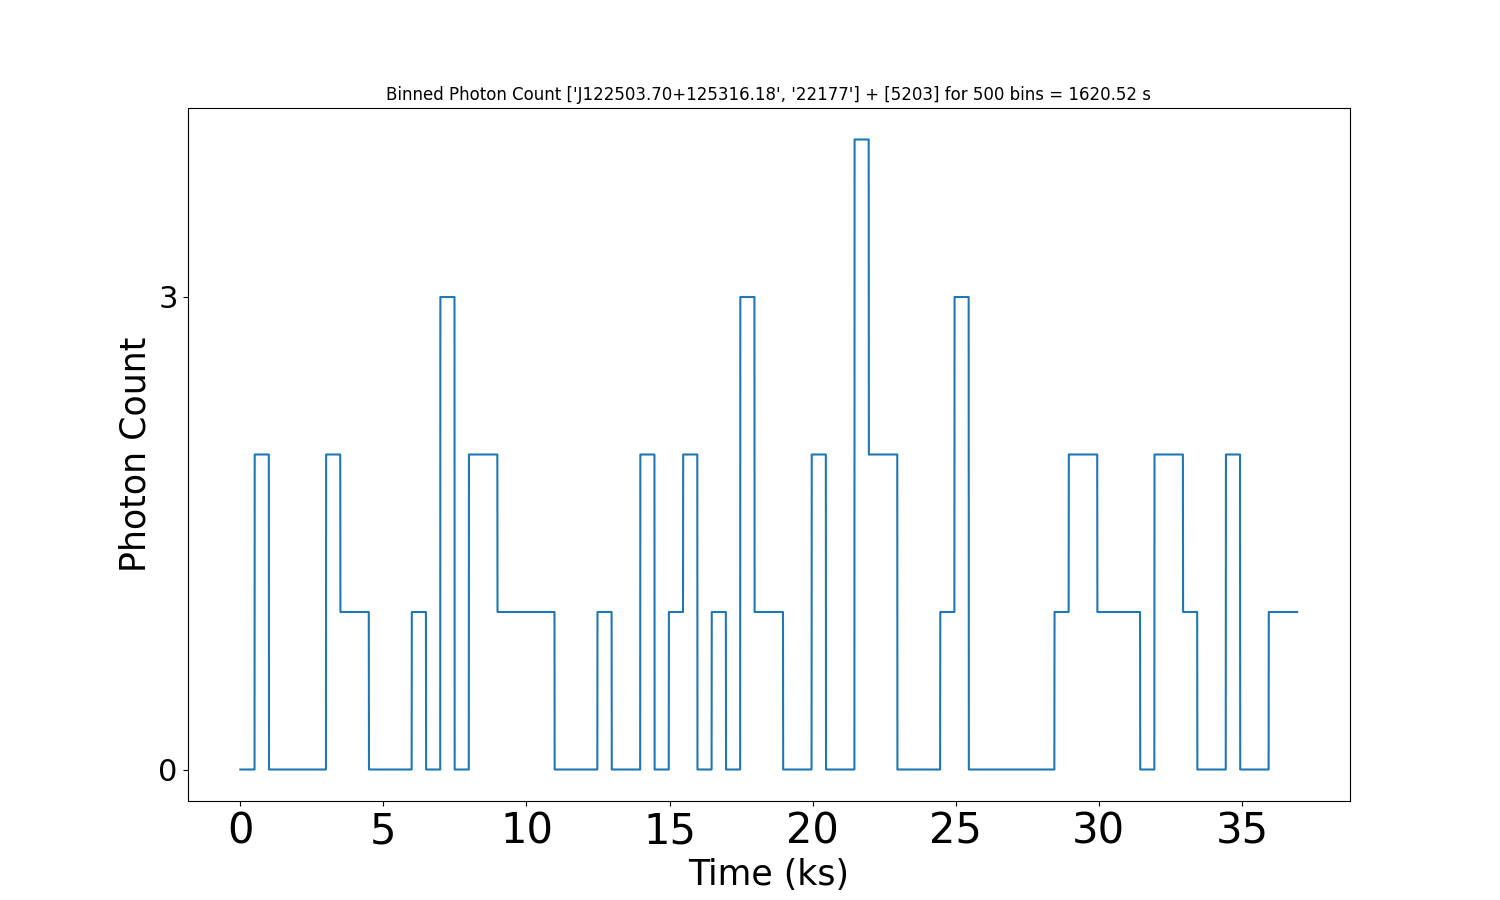 Binned Photon Count ['J122503.70+125316.18', '22177'] + [5203] for 500 bins = 1620.52 s
Photon Count
3
0
0 5 10 15 20 25 30 35
Time (ks)